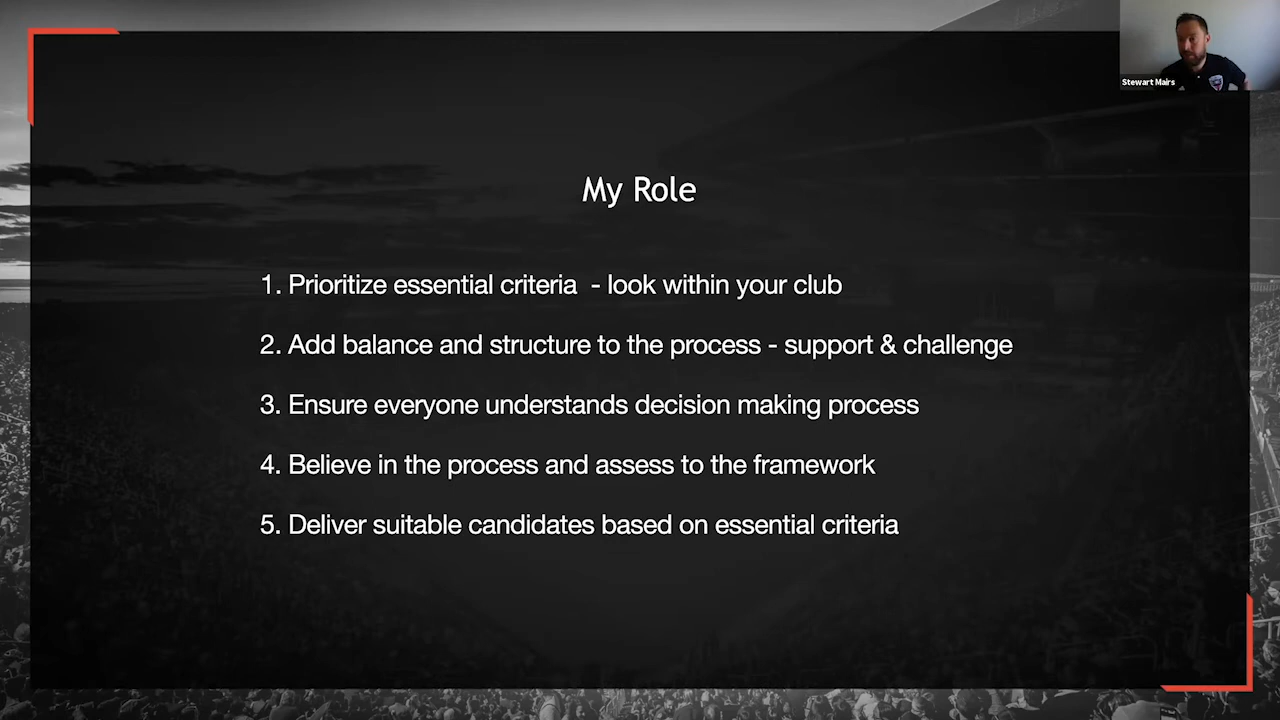 Stewart Mairs
My Role
1. Prioritize essential criteria  - look within your club
2. Add balance and structure to the process - support & challenge
3. Ensure everyone understands decision making process
4. Believe in the process and assess to the framework
5. Deliver suitable candidates based on essential criteria